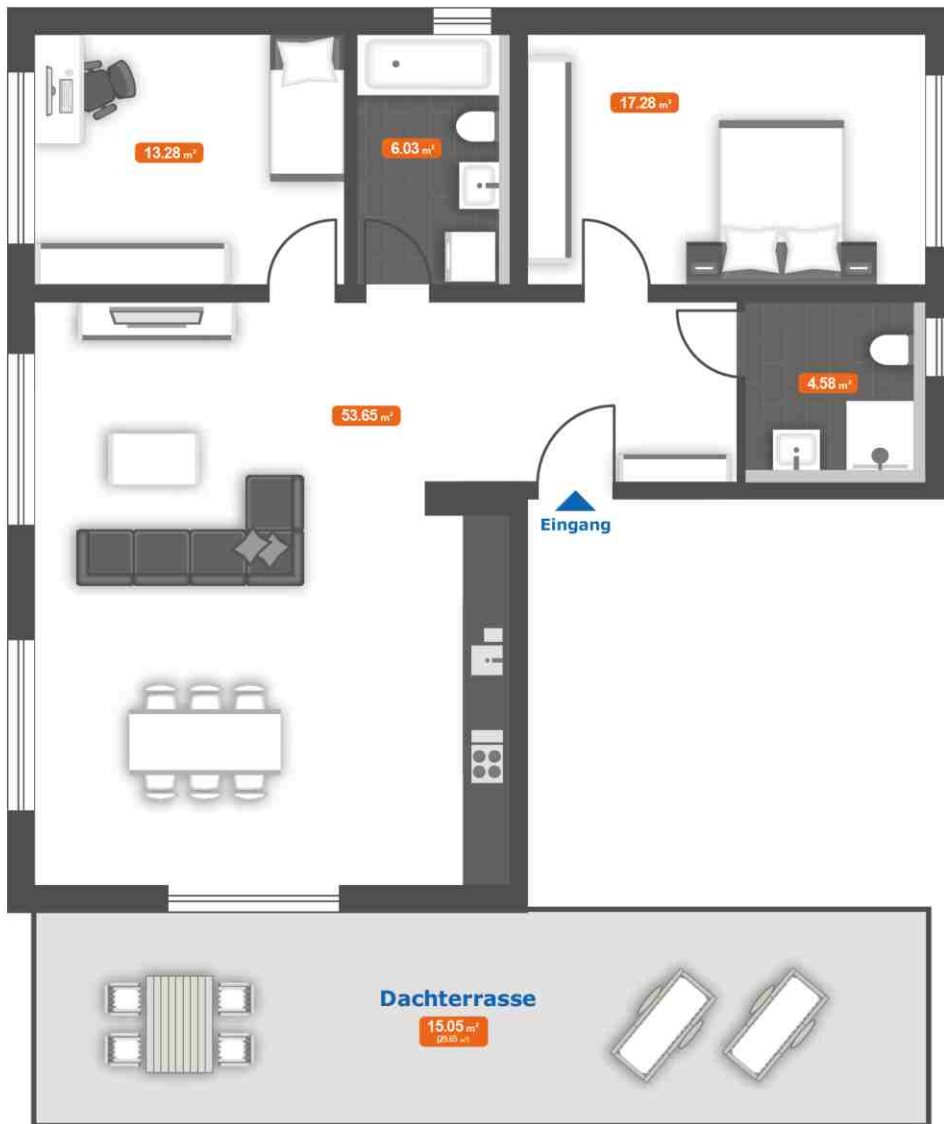 17.28 m²
13.28 m²
6.03 m²
4.58 m²
53.65 m²
Eingang
Dachterrasse
15.05 m²